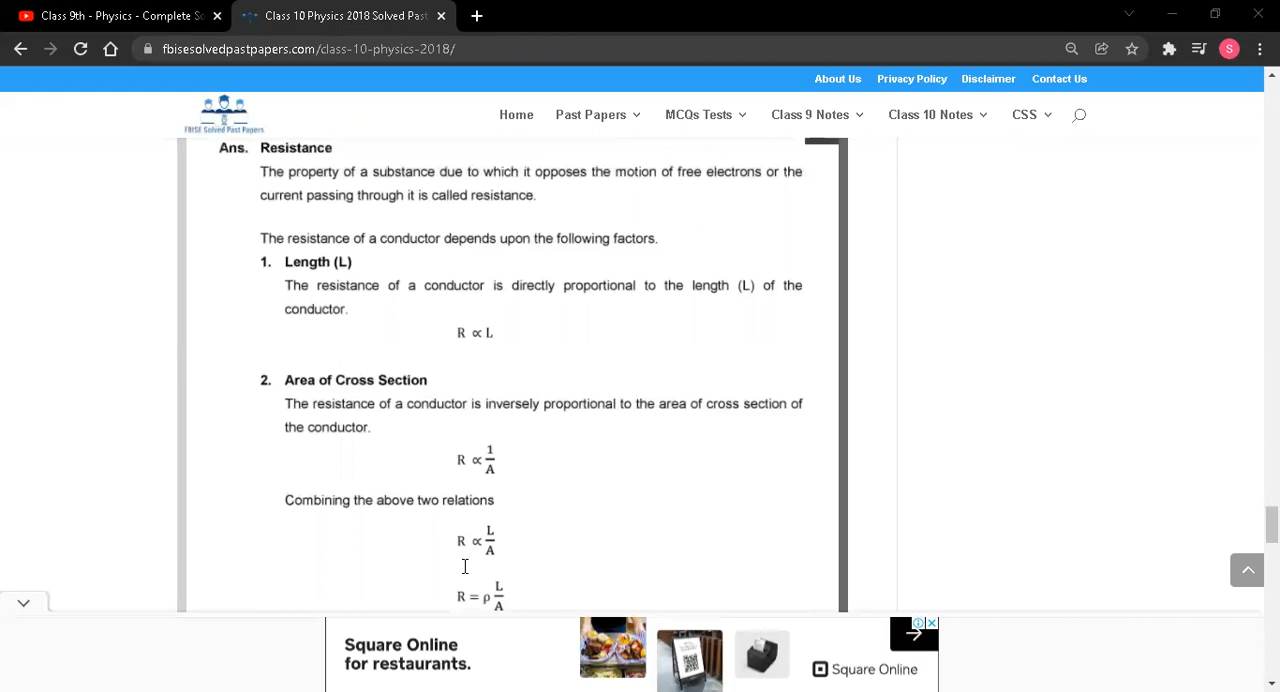 Class 9th - Physics - Complete So
Class 10 Physics 2018 Solved Past
fbisesolvedpastpapers.com/class-10-physics-2018/
S
About Us Privacy Policy Disclaimer Contact Us
FBISE Solved Past Papers
Home Past Papers MCQs Tests Class 9 Notes Class 10 Notes CSS
Ans. Resistance
The property of a substance due to which it opposes the motion of free electrons or the
current passing through it is called resistance.
The resistance of a conductor depends upon the following factors.
1. Length (L)
The resistance of a conductor is directly proportional to the length (L) of the
conductor.
R ∝ L
2. Area of Cross Section
The resistance of a conductor is inversely proportional to the area of cross section of
the conductor.
R ∝ 1/A
Combining the above two relations
R ∝ L/A
R = ρ L/A
Square Online
for restaurants.
Square Online